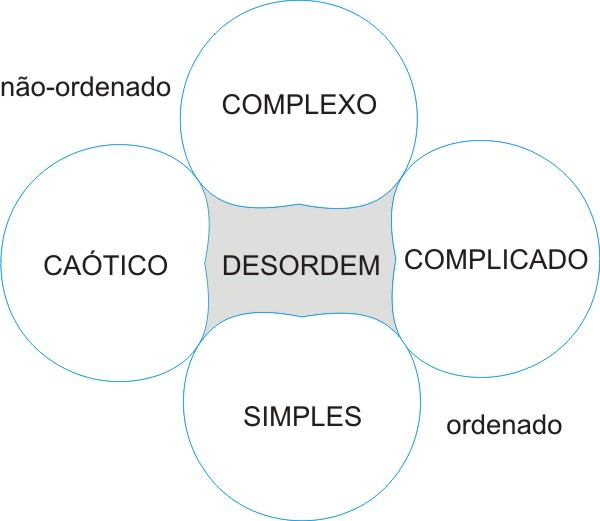 não-ordenado
COMPLEXO
CAÓTICO
DESORDEM
COMPLICADO
SIMPLES
ordenado